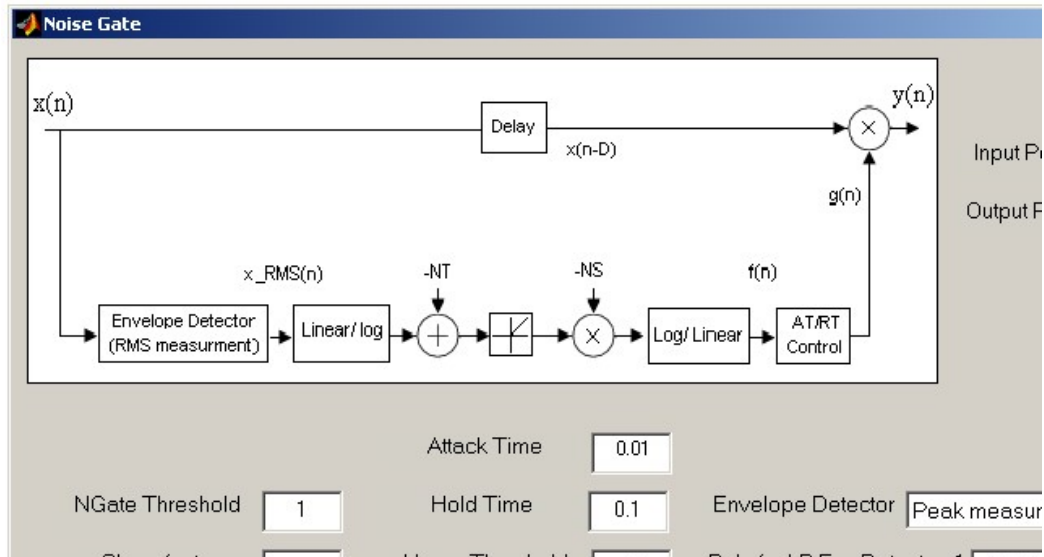 Noise Gate
x(n)
y(n)
Delay
x(n-D)
Input
g(n)
Output
x_RMS(n)
-NT
-NS
f(n)
Envelope Detector
(RMS measurment)
Linear/log
+
×
Log/Linear
AT/RT
Control
Attack Time
0.01
NGate Threshold
1
Hold Time
0.1
Envelope Detector
Peak